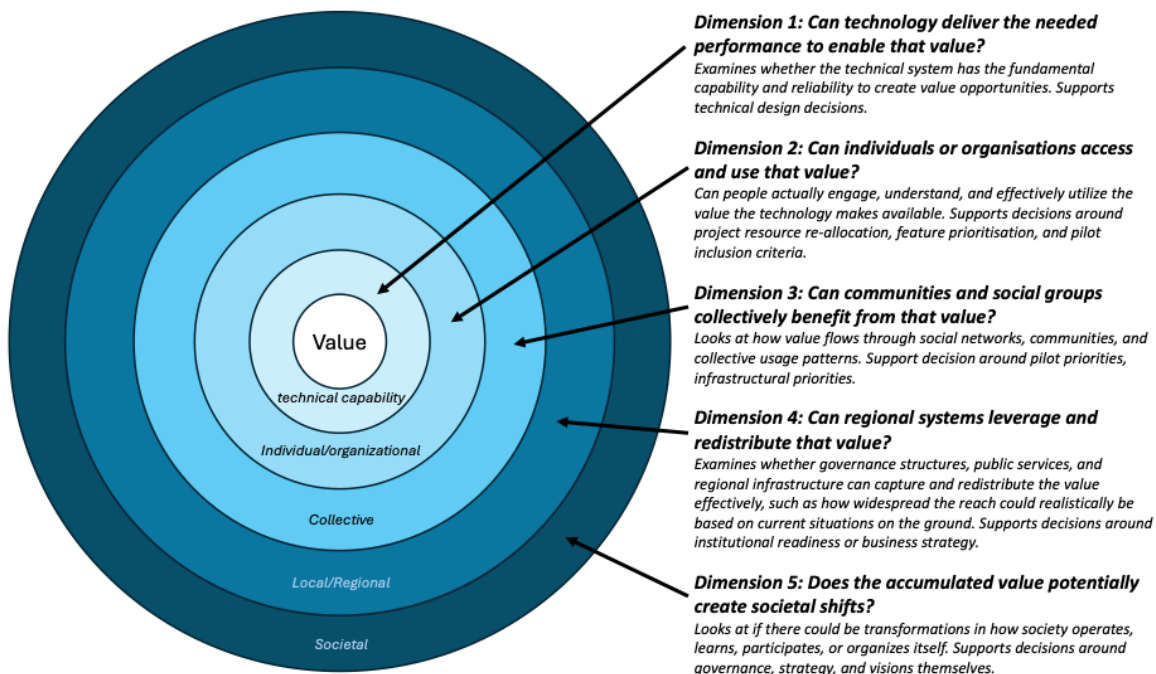 Value
technical capability
Individual/organizational
Collective
Local/Regional
Societal
Dimension 1: Can technology deliver the needed
performance to enable that value?
Examines whether the technical system has the fundamental
capability and reliability to create value opportunities. Supports
technical design decisions.
Dimension 2: Can individuals or organisations access
and use that value?
Can people actually engage, understand, and effectively utilize the
value the technology makes available. Supports decisions around
project resource re-allocation, feature prioritisation, and pilot
inclusion criteria.
Dimension 3: Can communities and social groups
collectively benefit from that value?
Looks at how value flows through social networks, communities, and
collective usage patterns. Support decision around pilot priorities,
infrastructural priorities.
Dimension 4: Can regional systems leverage and
redistribute that value?
Examines whether governance structures, public services, and
regional infrastructure can capture and redistribute the value
effectively, such as how widespread the reach could realistically be
based on current situations on the ground. Supports decisions around
institutional readiness or business strategy.
Dimension 5: Does the accumulated value potentially
create societal shifts?
Looks at if there could be transformations in how society operates,
learns, participates, or organizes itself. Supports decisions around
governance, strategy, and visions themselves.